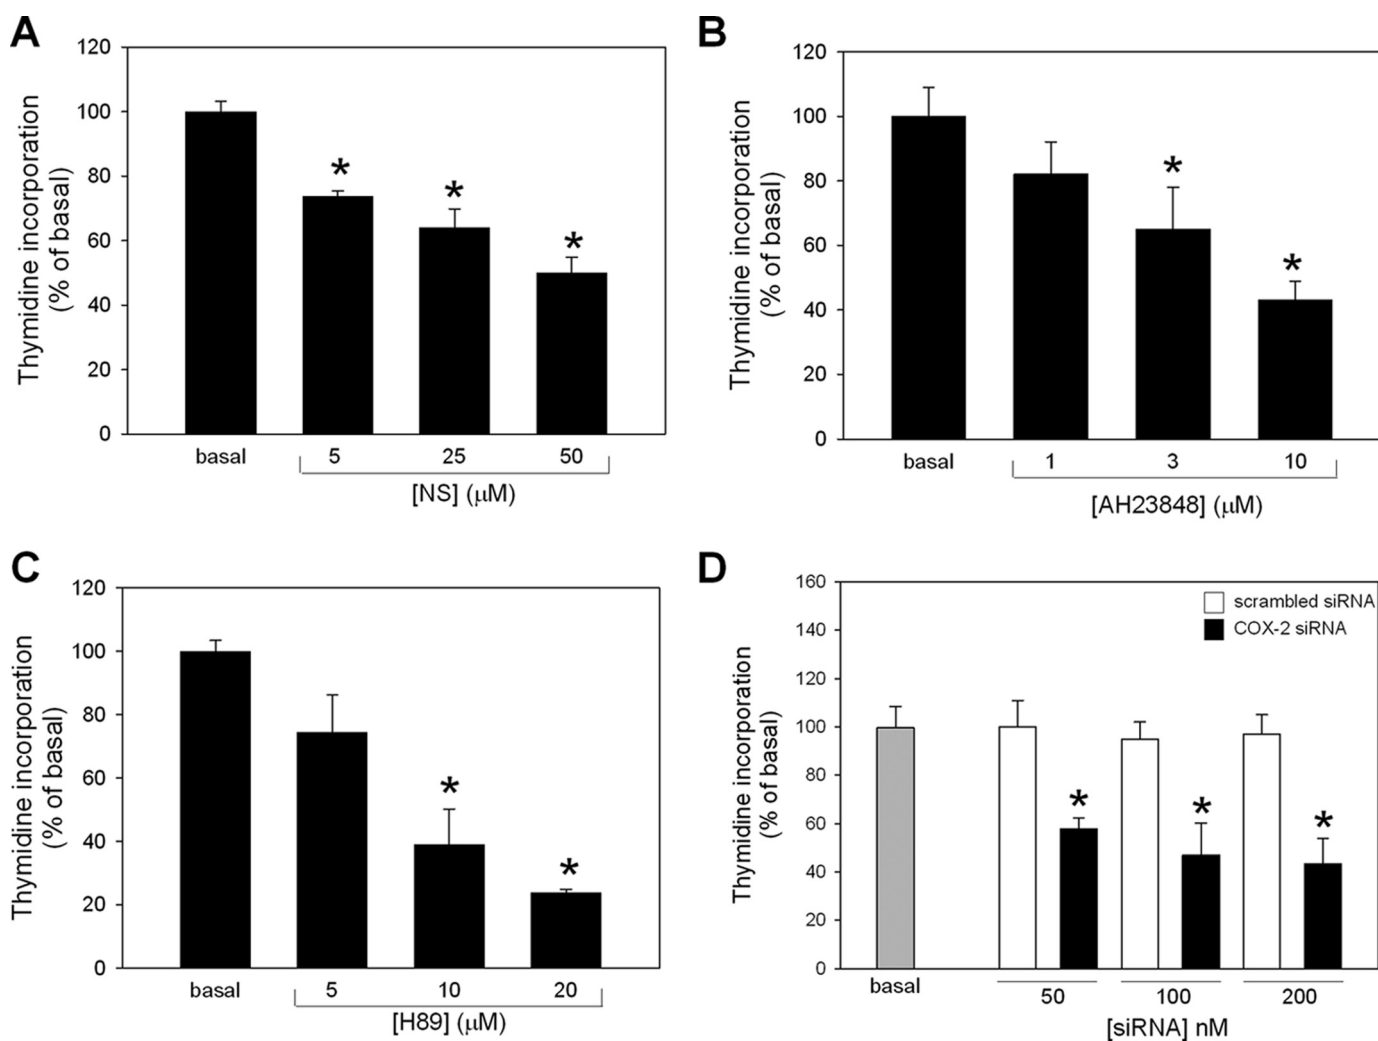 A
Thymidine incorporation
(% of basal)
120
100
80
60
40
20
0
*
*
*
basal
5
25
50
[NS] (μM)
B
Thymidine incorporation
(% of basal)
120
100
80
60
40
20
0
*
*
basal
1
3
10
[AH23848] (μM)
C
Thymidine incorporation
(% of basal)
120
100
80
60
40
20
0
*
*
basal
5
10
20
[H89] (μM)
D
Thymidine incorporation
(% of basal)
160
140
120
100
80
60
40
20
0
scrambled siRNA
COX-2 siRNA
*
*
*
basal
50
100
200
[siRNA] nM